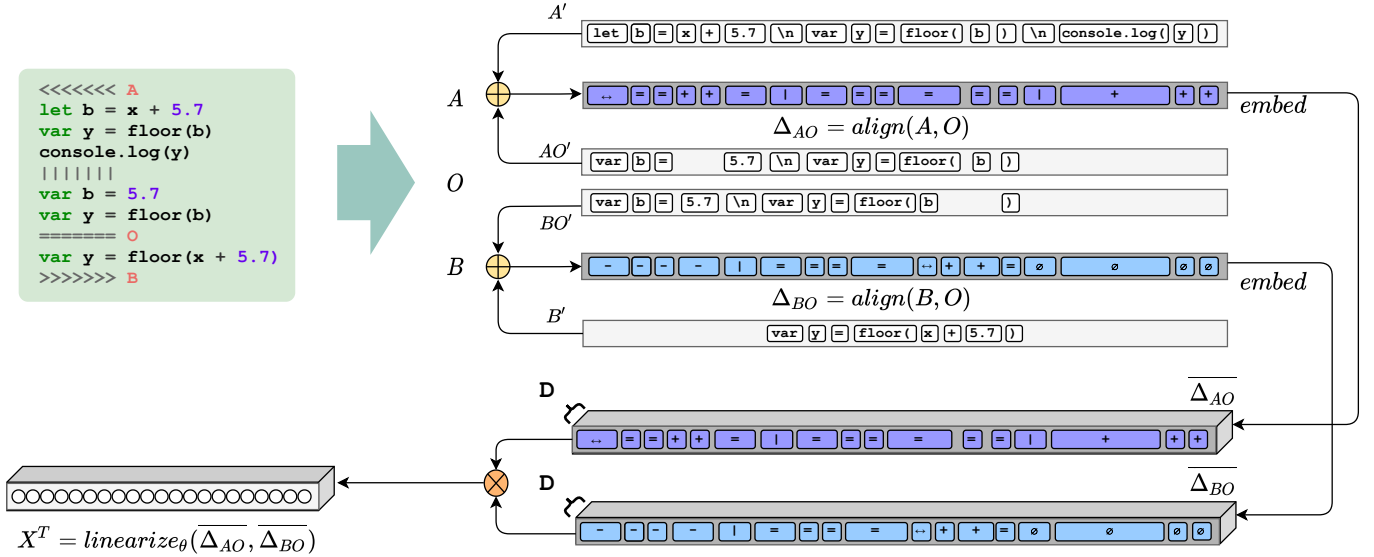 <<<<<<< A
let b = x + 5.7
var y = floor(b)
console.log(y)
|||||||
var b = 5.7
var y = floor(b)
======= O
var y = floor(x + 5.7)
>>>>>>> B
A′
let b = x + 5.7 \n var y = floor( b ) \n console.log( y )
A
↔ = = + + = | = = = = = = | + + +
embed
Δ_AO = align(A, O)
AO′
var b = 5.7 \n var y = floor( b )
O
var b = 5.7 \n var y = floor( b )
BO′
B
- - - - | = = = = ↔ + + = ∅ ∅ ∅ ∅
embed
Δ_BO = align(B, O)
B′
var y = floor( x + 5.7 )
D
Δ_AO
↔ = = + + = | = = = = = = | + + +
D
Δ_BO
- - - - | = = = = ↔ + + = ∅ ∅ ∅ ∅
X^T = linearize_θ(Δ_AO, Δ_BO)